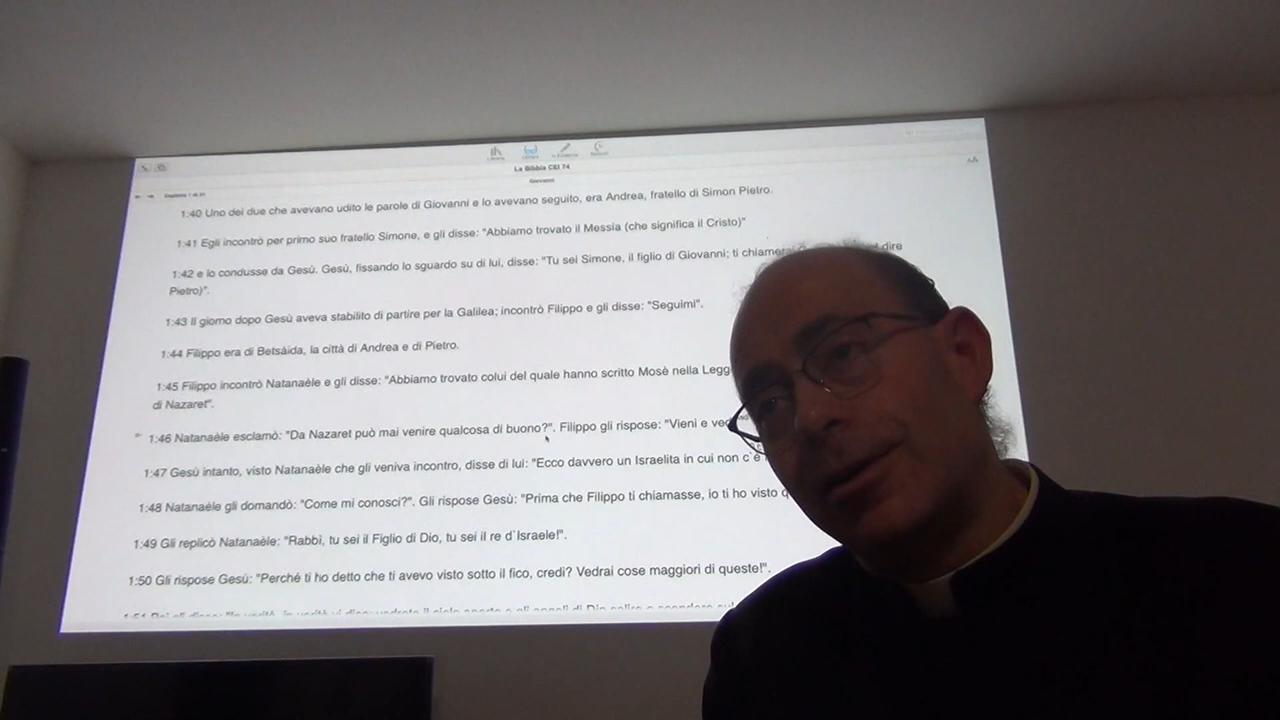 La Bibbia CEI 74
Giovanni
1:40 Uno dei due che avevano udito le parole di Giovanni e lo avevano seguito, era Andrea, fratello di Simon Pietro.
1:41 Egli incontrò per primo suo fratello Simone, e gli disse: "Abbiamo trovato il Messia (che significa il Cristo)"
1:42 e lo condusse da Gesù. Gesù, fissando lo sguardo su di lui, disse: "Tu sei Simone, il figlio di Giovanni; ti dire
Pietro)".
1:43 Il giorno dopo Gesù aveva stabilito di partire per la Galilea; incontrò Filippo e gli disse: "Seguimi".
1:44 Filippo era di Betsàida, la città di Andrea e di Pietro.
1:45 Filippo incontrò Natanaèle e gli disse: "Abbiamo trovato colui del quale hanno scritto Mosè nella
di Nazaret".
1:46 Natanaèle esclamò: "Da Nazaret può mai venire qualcosa di buono?". Filippo gli rispose: "Vieni e
1:47 Gesù intanto, visto Natanaèle che gli veniva incontro, disse di lui: "Ecco davvero un Israelita in cui non c`è
1:48 Natanaèle gli domandò: "Come mi conosci?". Gli rispose Gesù: "Prima che Filippo ti chiamasse, io ti ho visto
1:49 Gli replicò Natanaèle: "Rabbì, tu sei il Figlio di Dio, tu sei il re d`Israele!".
1:50 Gli rispose Gesù: "Perché ti ho detto che ti avevo visto sotto il fico, credi? Vedrai cose maggiori di queste!".